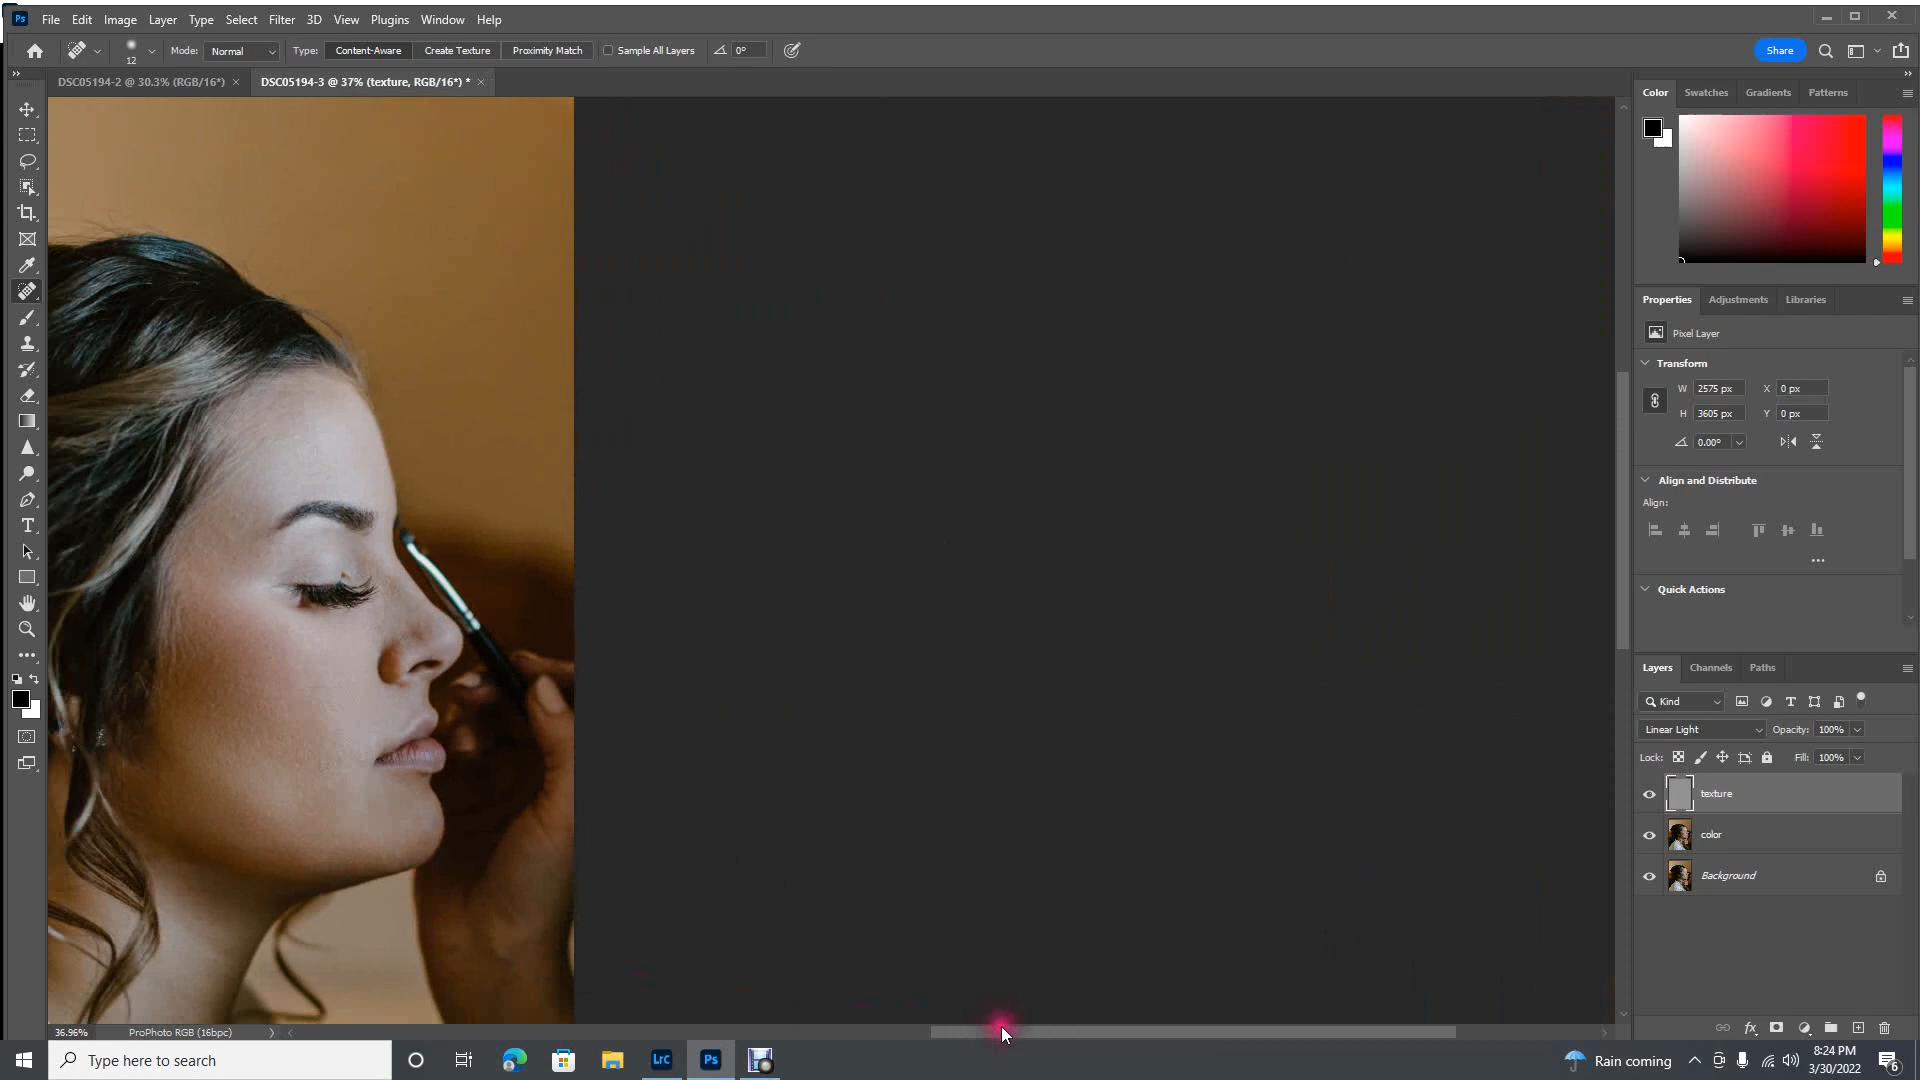 Ps File Edit Image Layer Type Select Filter 3D View Plugins Window Help
12 Mode: Normal Type: Content-Aware Create Texture Proximity Match Sample All Layers 0° Share
DSC05194-2 @ 30.3% (RGB/16*) × DSC05194-3 @ 37% (texture, RGB/16*) * ×
Color Swatches Gradients Patterns
Properties Adjustments Libraries
Pixel Layer
Transform
W 2575 px X 0 px
H 3605 px Y 0 px
0.00°
Align and Distribute
Align:
Quick Actions
Layers Channels Paths
Kind
Linear Light Opacity: 100%
Lock: Fill: 100%
texture
color
Background
36.96% ProPhoto RGB (16bpc)
Type here to search
LrC Ps
Rain coming
8:24 PM
3/30/2022
6